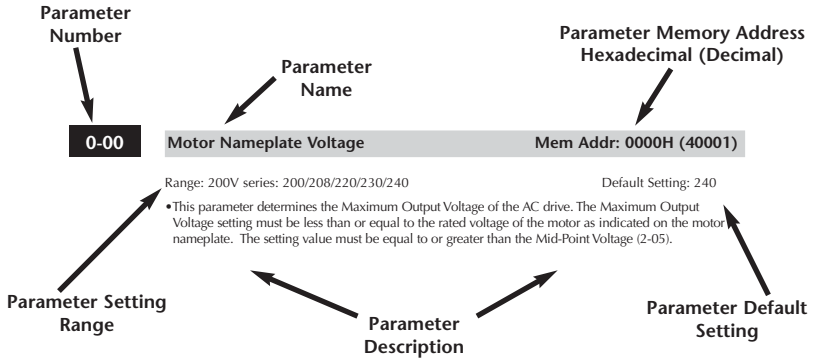 Parameter
Number
Parameter Memory Address
Hexadecimal (Decimal)
Parameter
Name
0-00 Motor Nameplate Voltage Mem Addr: 0000H (40001)
Range: 200V series: 200/208/220/230/240 Default Setting: 240
•This parameter determines the Maximum Output Voltage of the AC drive. The Maximum Output
Voltage setting must be less than or equal to the rated voltage of the motor as indicated on the motor
nameplate. The setting value must be equal to or greater than the Mid-Point Voltage (2-05).
Parameter Setting
Range
Parameter
Description
Parameter Default
Setting